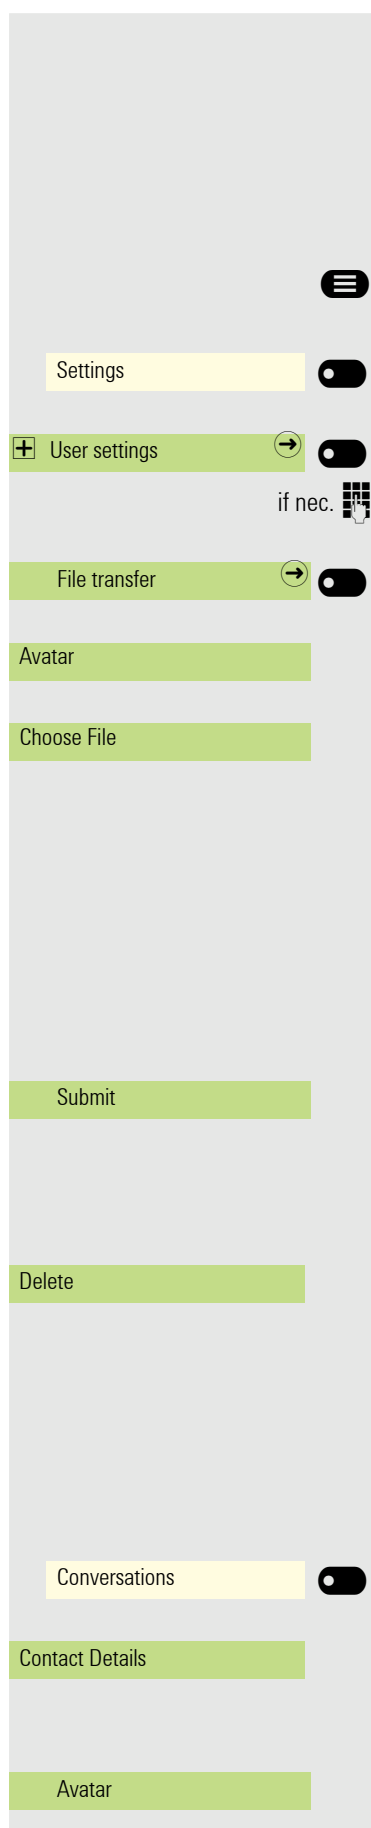 Settings
User settings
if nec.
File transfer
Avatar
Choose File
Submit
Delete
Conversations
Contact Details
Avatar